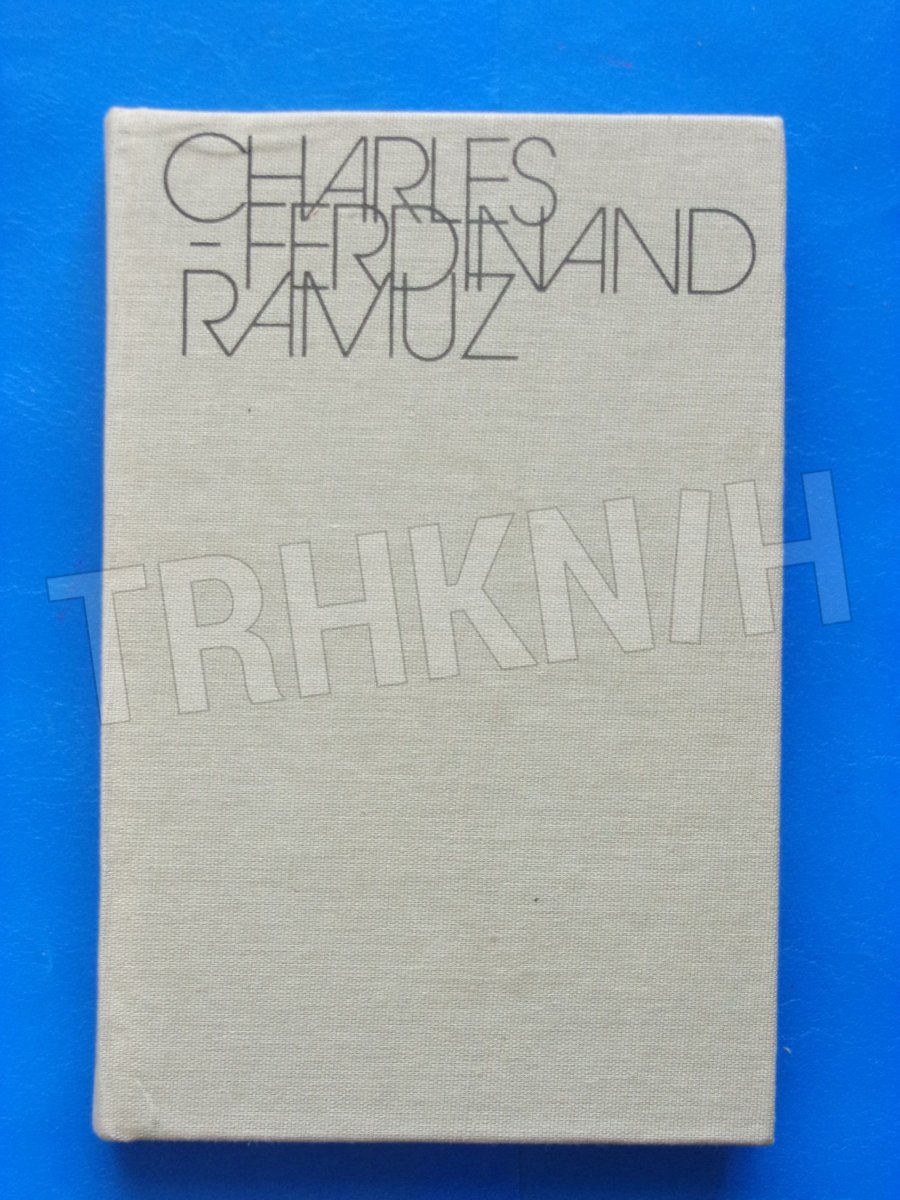 CHARLES
-FERDINAND
RAMUZ
TRHKNIH